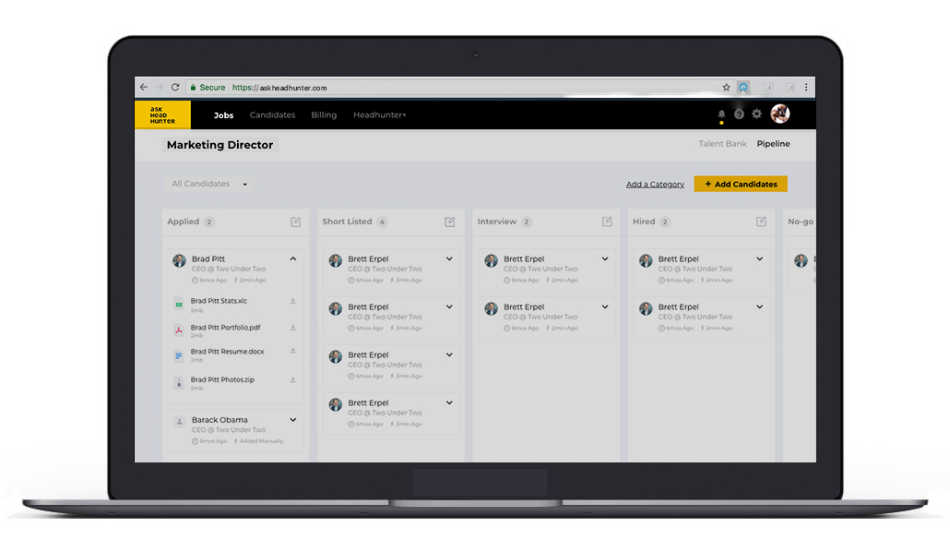 Secure https://askheadhunter.com
ask
Head
Hunter
Jobs Candidates Billing Headhunter+
Marketing Director
Talent Bank Pipeline
All Candidates
Add a Category + Add Candidates
Applied 2
Brad Pitt
CEO @ Two Under Two
6mos Ago 2min Ago
Brad Pitt Stats.xlc
2mb
Brad Pitt Portfolio.pdf
2mb
Brad Pitt Resume.docx
2mb
Brad Pitt Photos.zip
2mb
Barack Obama
CEO @ Two Under Two
6mos Ago Added Manually
Short Listed 4
Brett Erpel
CEO @ Two Under Two
6mos Ago 2min Ago
Brett Erpel
CEO @ Two Under Two
6mos Ago 2min Ago
Brett Erpel
CEO @ Two Under Two
6mos Ago 2min Ago
Brett Erpel
CEO @ Two Under Two
6mos Ago 2min Ago
Interview 2
Brett Erpel
CEO @ Two Under Two
6mos Ago 2min Ago
Brett Erpel
CEO @ Two Under Two
6mos Ago 2min Ago
Hired 2
Brett Erpel
CEO @ Two Under Two
6mos Ago 2min Ago
Brett Erpel
CEO @ Two Under Two
6mos Ago 2min Ago
No-go